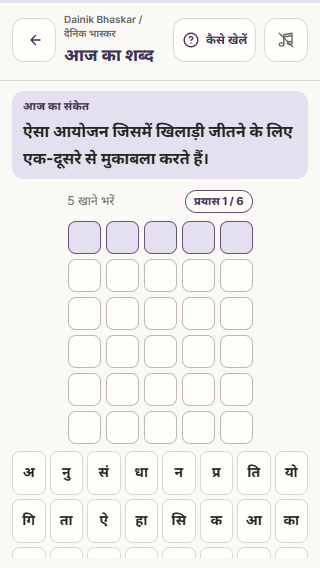 Dainik Bhaskar /
दैनिक भास्कर
आज का शब्द
कैसे खेलें
आज का संकेत
ऐसा आयोजन जिसमें खिलाड़ी जीतने के लिए
एक-दूसरे से मुकाबला करते हैं।
5 खाने भरें
प्रयास 1 / 6
अ नु सं धा न प्र ति यो
गि ता ऐ हा सि क आ का